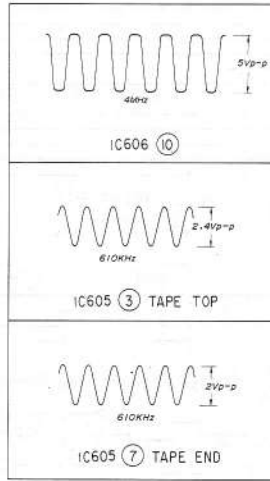 5Vp-p
4MHz
IC606 ⑩
2.4Vp-p
610KHz
IC605 ③ TAPE TOP
2Vp-p
610KHz
IC605 ⑦ TAPE END